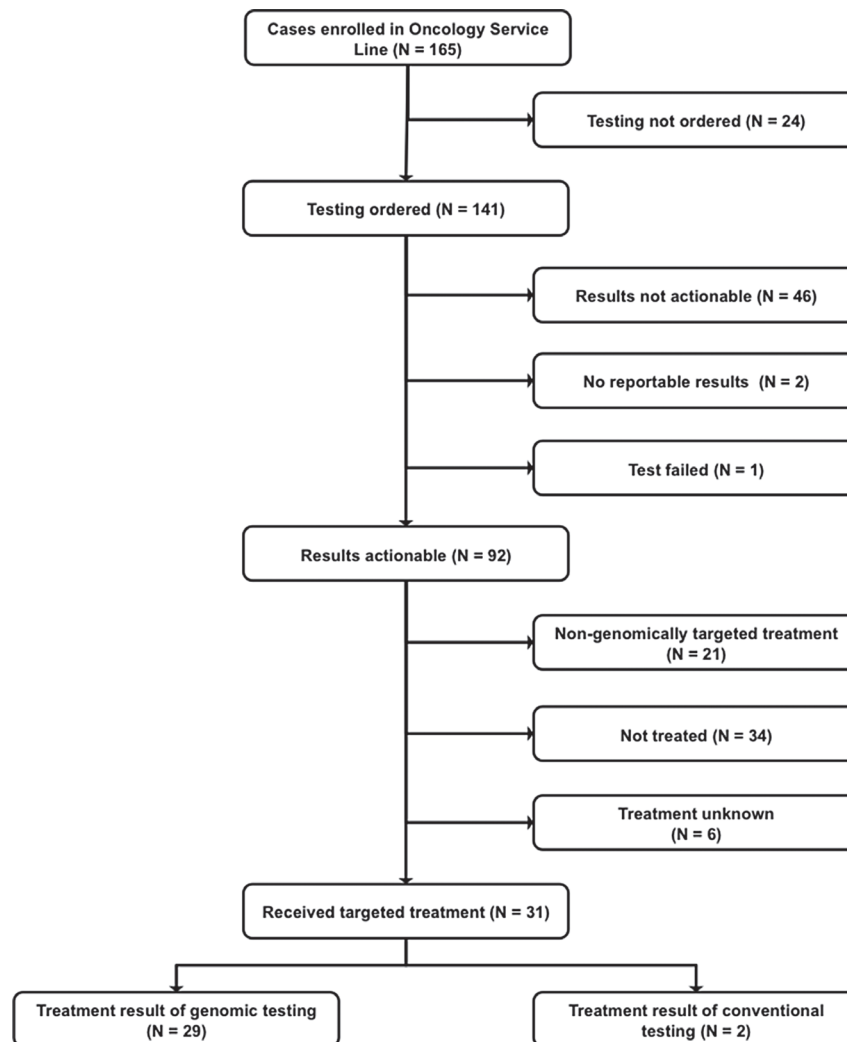 Cases enrolled in Oncology Service
Line (N = 165)
Testing not ordered (N = 24)
Testing ordered (N = 141)
Results not actionable (N = 46)
No reportable results (N = 2)
Test failed (N = 1)
Results actionable (N = 92)
Non-genomically targeted treatment
(N = 21)
Not treated (N = 34)
Treatment unknown
(N = 6)
Received targeted treatment (N = 31)
Treatment result of genomic testing
(N = 29)
Treatment result of conventional
testing (N = 2)